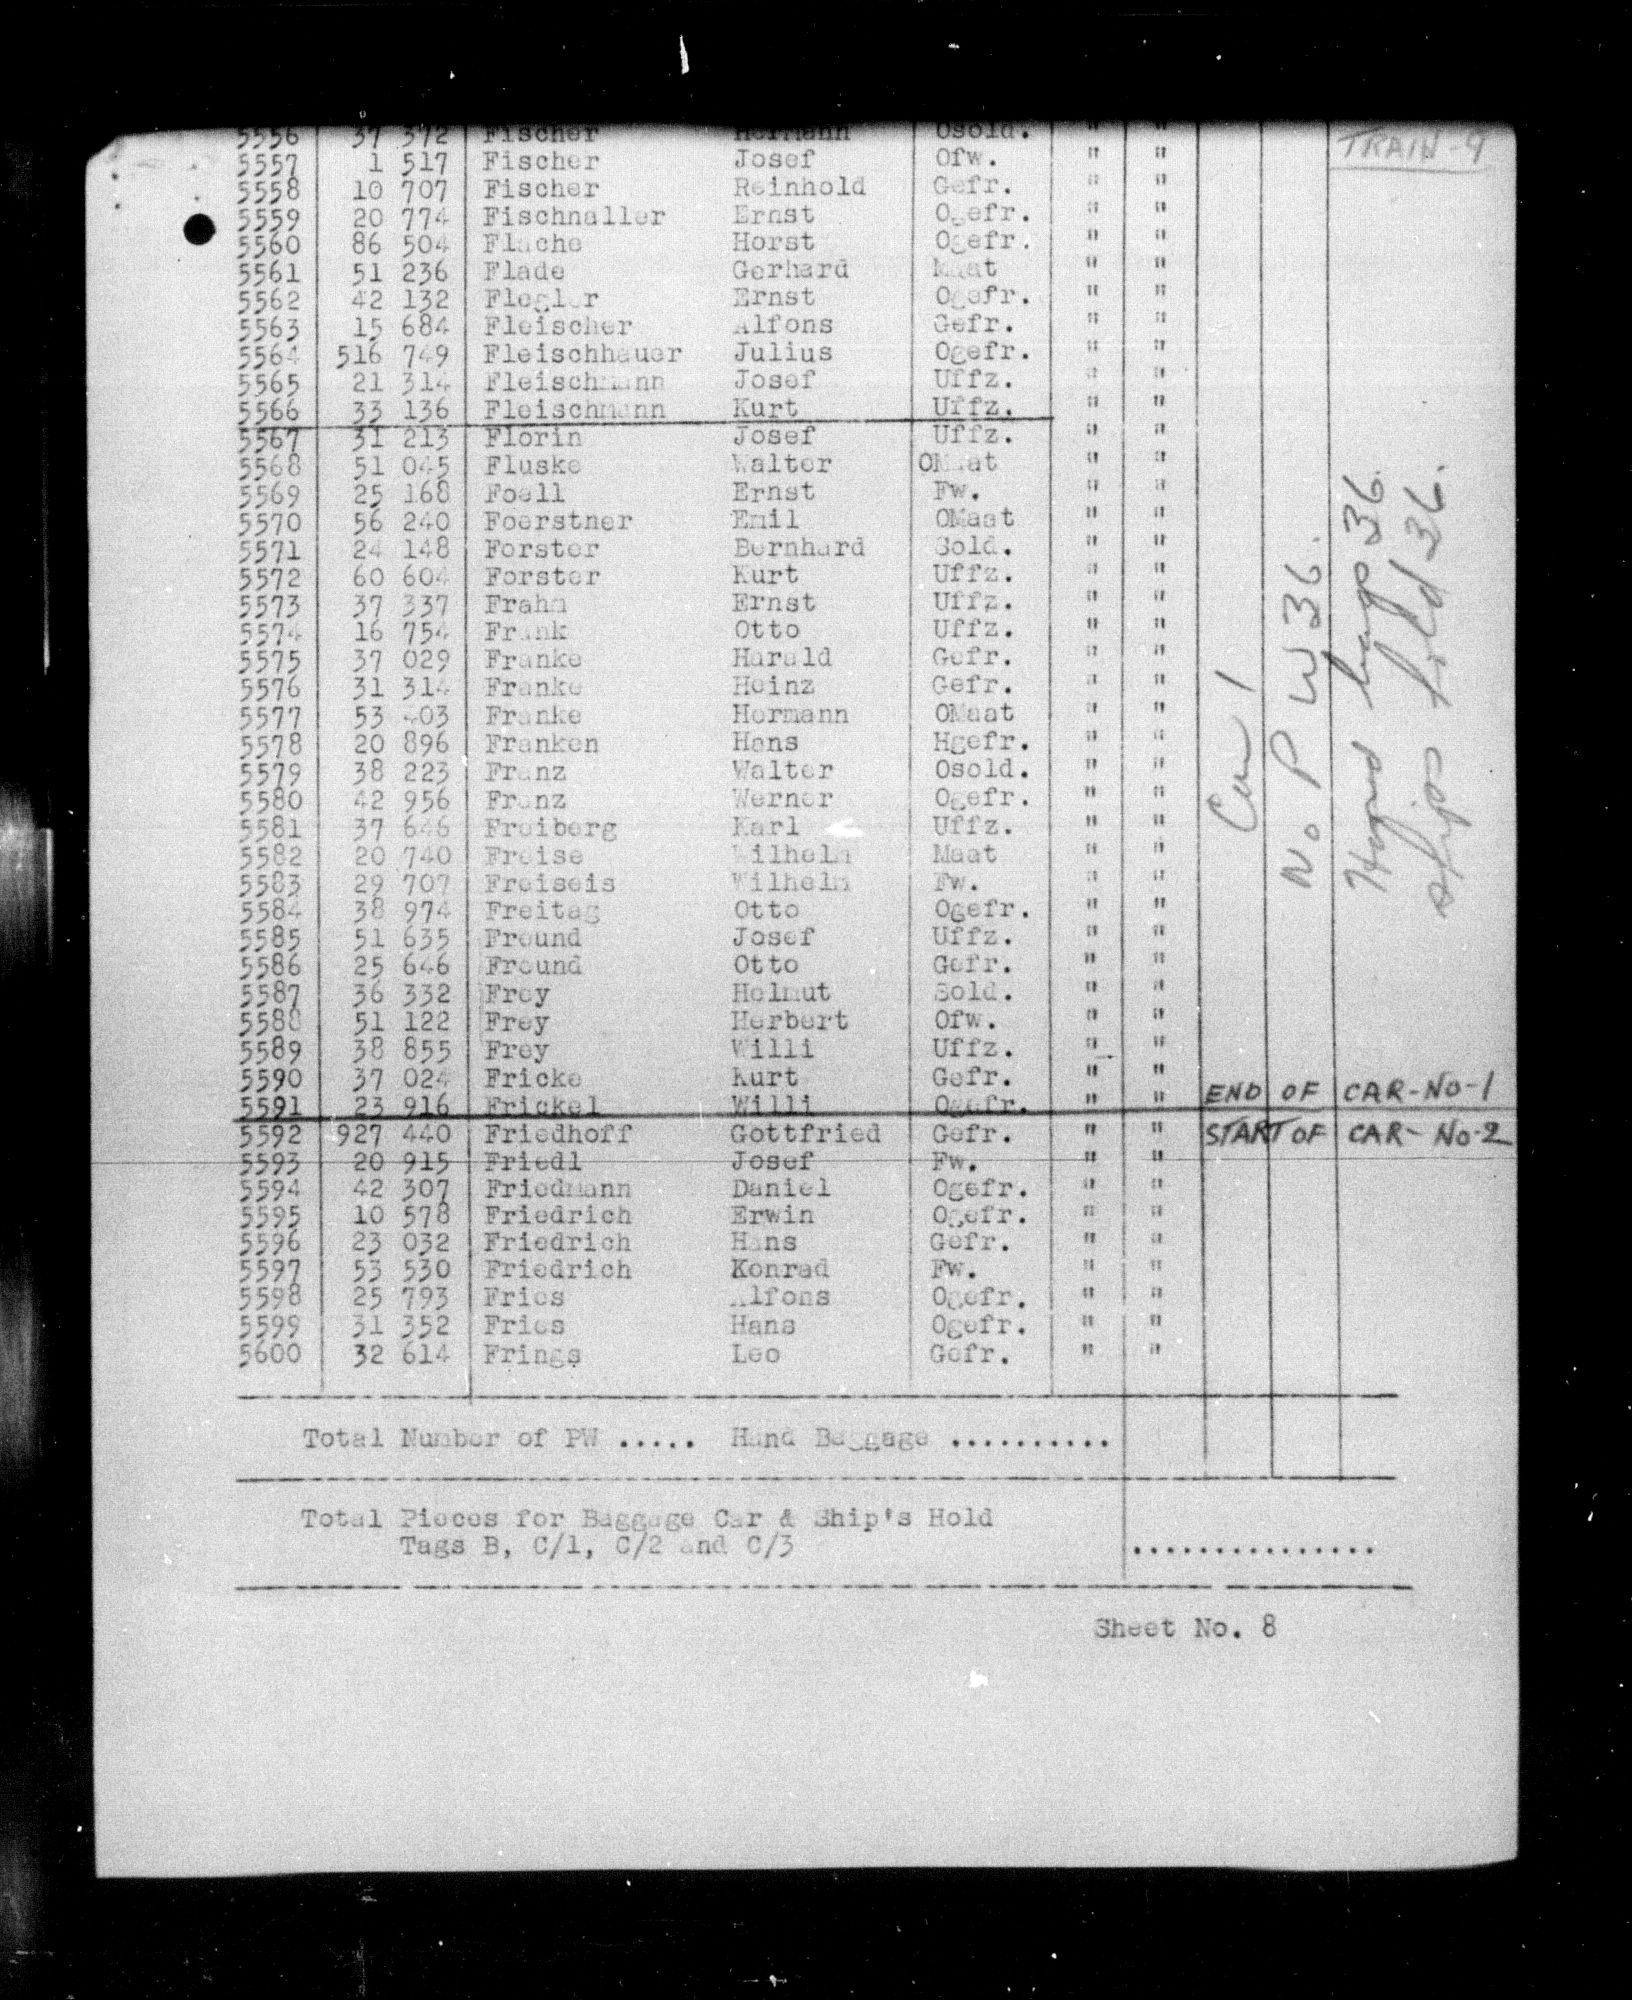 TRAIN-9
5556 37 372 Fischer Hermann Osold. " "
5557 1 517 Fischer Josef Ofw. " "
5558 10 707 Fischer Reinhold Gefr. " "
5559 20 774 Fischnaller Ernst Ogefr. " "
5560 86 504 Flache Horst Ogefr. " "
5561 51 236 Flade Gerhard Maat " "
5562 42 132 Flegler Ernst Ogefr. " "
5563 15 684 Fleischer Alfons Gefr. " "
5564 516 749 Fleischhauer Julius Ogefr. " "
5565 21 314 Fleischmann Josef Uffz. " "
5566 33 136 Fleischmann Kurt Uffz. " "
5567 31 213 Florin Josef Uffz. " "
5568 51 045 Fluske Walter OMaat " "
5569 25 168 Foell Ernst Fw. " "
5570 56 240 Foerstner Emil OMaat " "
5571 24 148 Forster Bernhard Sold. " "
5572 60 604 Forster Kurt Uffz. " "
5573 37 337 Frahm Ernst Uffz. " "
5574 16 754 Frank Otto Uffz. " "
5575 37 029 Franke Harald Gefr. " "
5576 31 314 Franke Heinz Gefr. " "
5577 53 403 Franke Hermann OMaat " "
5578 20 896 Franken Hans Hgefr. " "
5579 38 223 Franz Walter Osold. " "
5580 42 956 Franz Werner Ogefr. " "
5581 37 646 Freiberg Karl Uffz. " "
5582 20 740 Freise Wilhelm Maat " "
5583 29 707 Freiseis Wilhelm Fw. " "
5584 38 974 Freitag Otto Ogefr. " "
5585 51 635 Freund Josef Uffz. " "
5586 25 646 Freund Otto Gefr. " "
5587 36 332 Frey Helmut Sold. " "
5588 51 122 Frey Herbert Ofw. " "
5589 38 855 Frey Willi Uffz. " "
5590 37 024 Fricke Kurt Gefr. " "
5591 23 916 Frickel Willi Ogefr. " " END OF CAR-No-1
5592 927 440 Friedhoff Gottfried Gefr. " " START OF CAR-No-2
5593 20 915 Friedl Josef Fw. " "
5594 42 307 Friedmann Daniel Ogefr. " "
5595 10 578 Friedrich Erwin Ogefr. " "
5596 23 032 Friedrich Hans Gefr. " "
5597 53 530 Friedrich Konrad Fw. " "
5598 25 793 Fries Alfons Ogefr. " "
5599 31 352 Fries Hans Ogefr. " "
5600 32 614 Frings Leo Gefr. " "
Car 1
No P W 36.
Hand bags 36.
Ships hold 36.
Total Number of PW ..... Hand Baggage ..........
Total Pieces for Baggage Car & Ship's Hold
Tags B, C/1, C/2 and C/3 ...............
Sheet No. 8